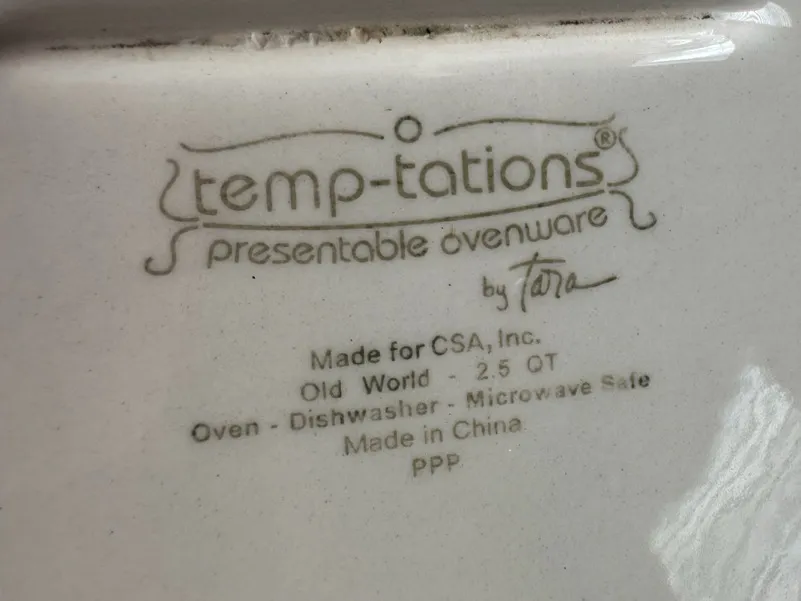 temp-tations®
presentable ovenware
by Tara
Made for CSA, Inc.
Old World - 2.5 QT
Oven - Dishwasher - Microwave Safe
Made in China
PPP